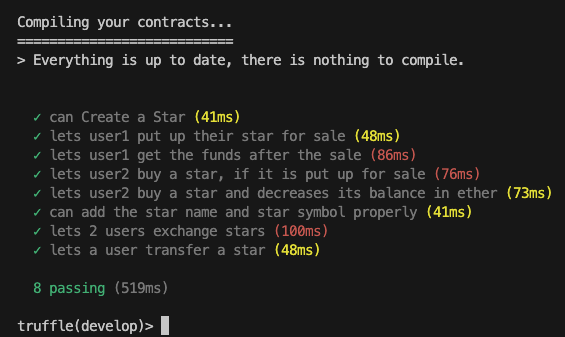 Compiling your contracts...
===========================
> Everything is up to date, there is nothing to compile.
✓ can Create a Star (41ms)
✓ lets user1 put up their star for sale (48ms)
✓ lets user1 get the funds after the sale (86ms)
✓ lets user2 buy a star, if it is put up for sale (76ms)
✓ lets user2 buy a star and decreases its balance in ether (73ms)
✓ can add the star name and star symbol properly (41ms)
✓ lets 2 users exchange stars (100ms)
✓ lets a user transfer a star (48ms)
8 passing (519ms)
truffle(develop)>